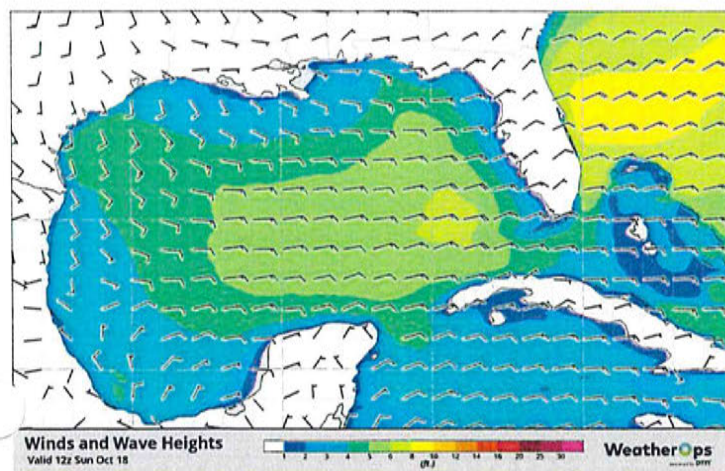 Winds and Wave Heights
Valid 12z Sun Oct 18
1 2 3 4 5 6 8 10 12 14 16 18 20 25 30
(ft.)
WeatherOps